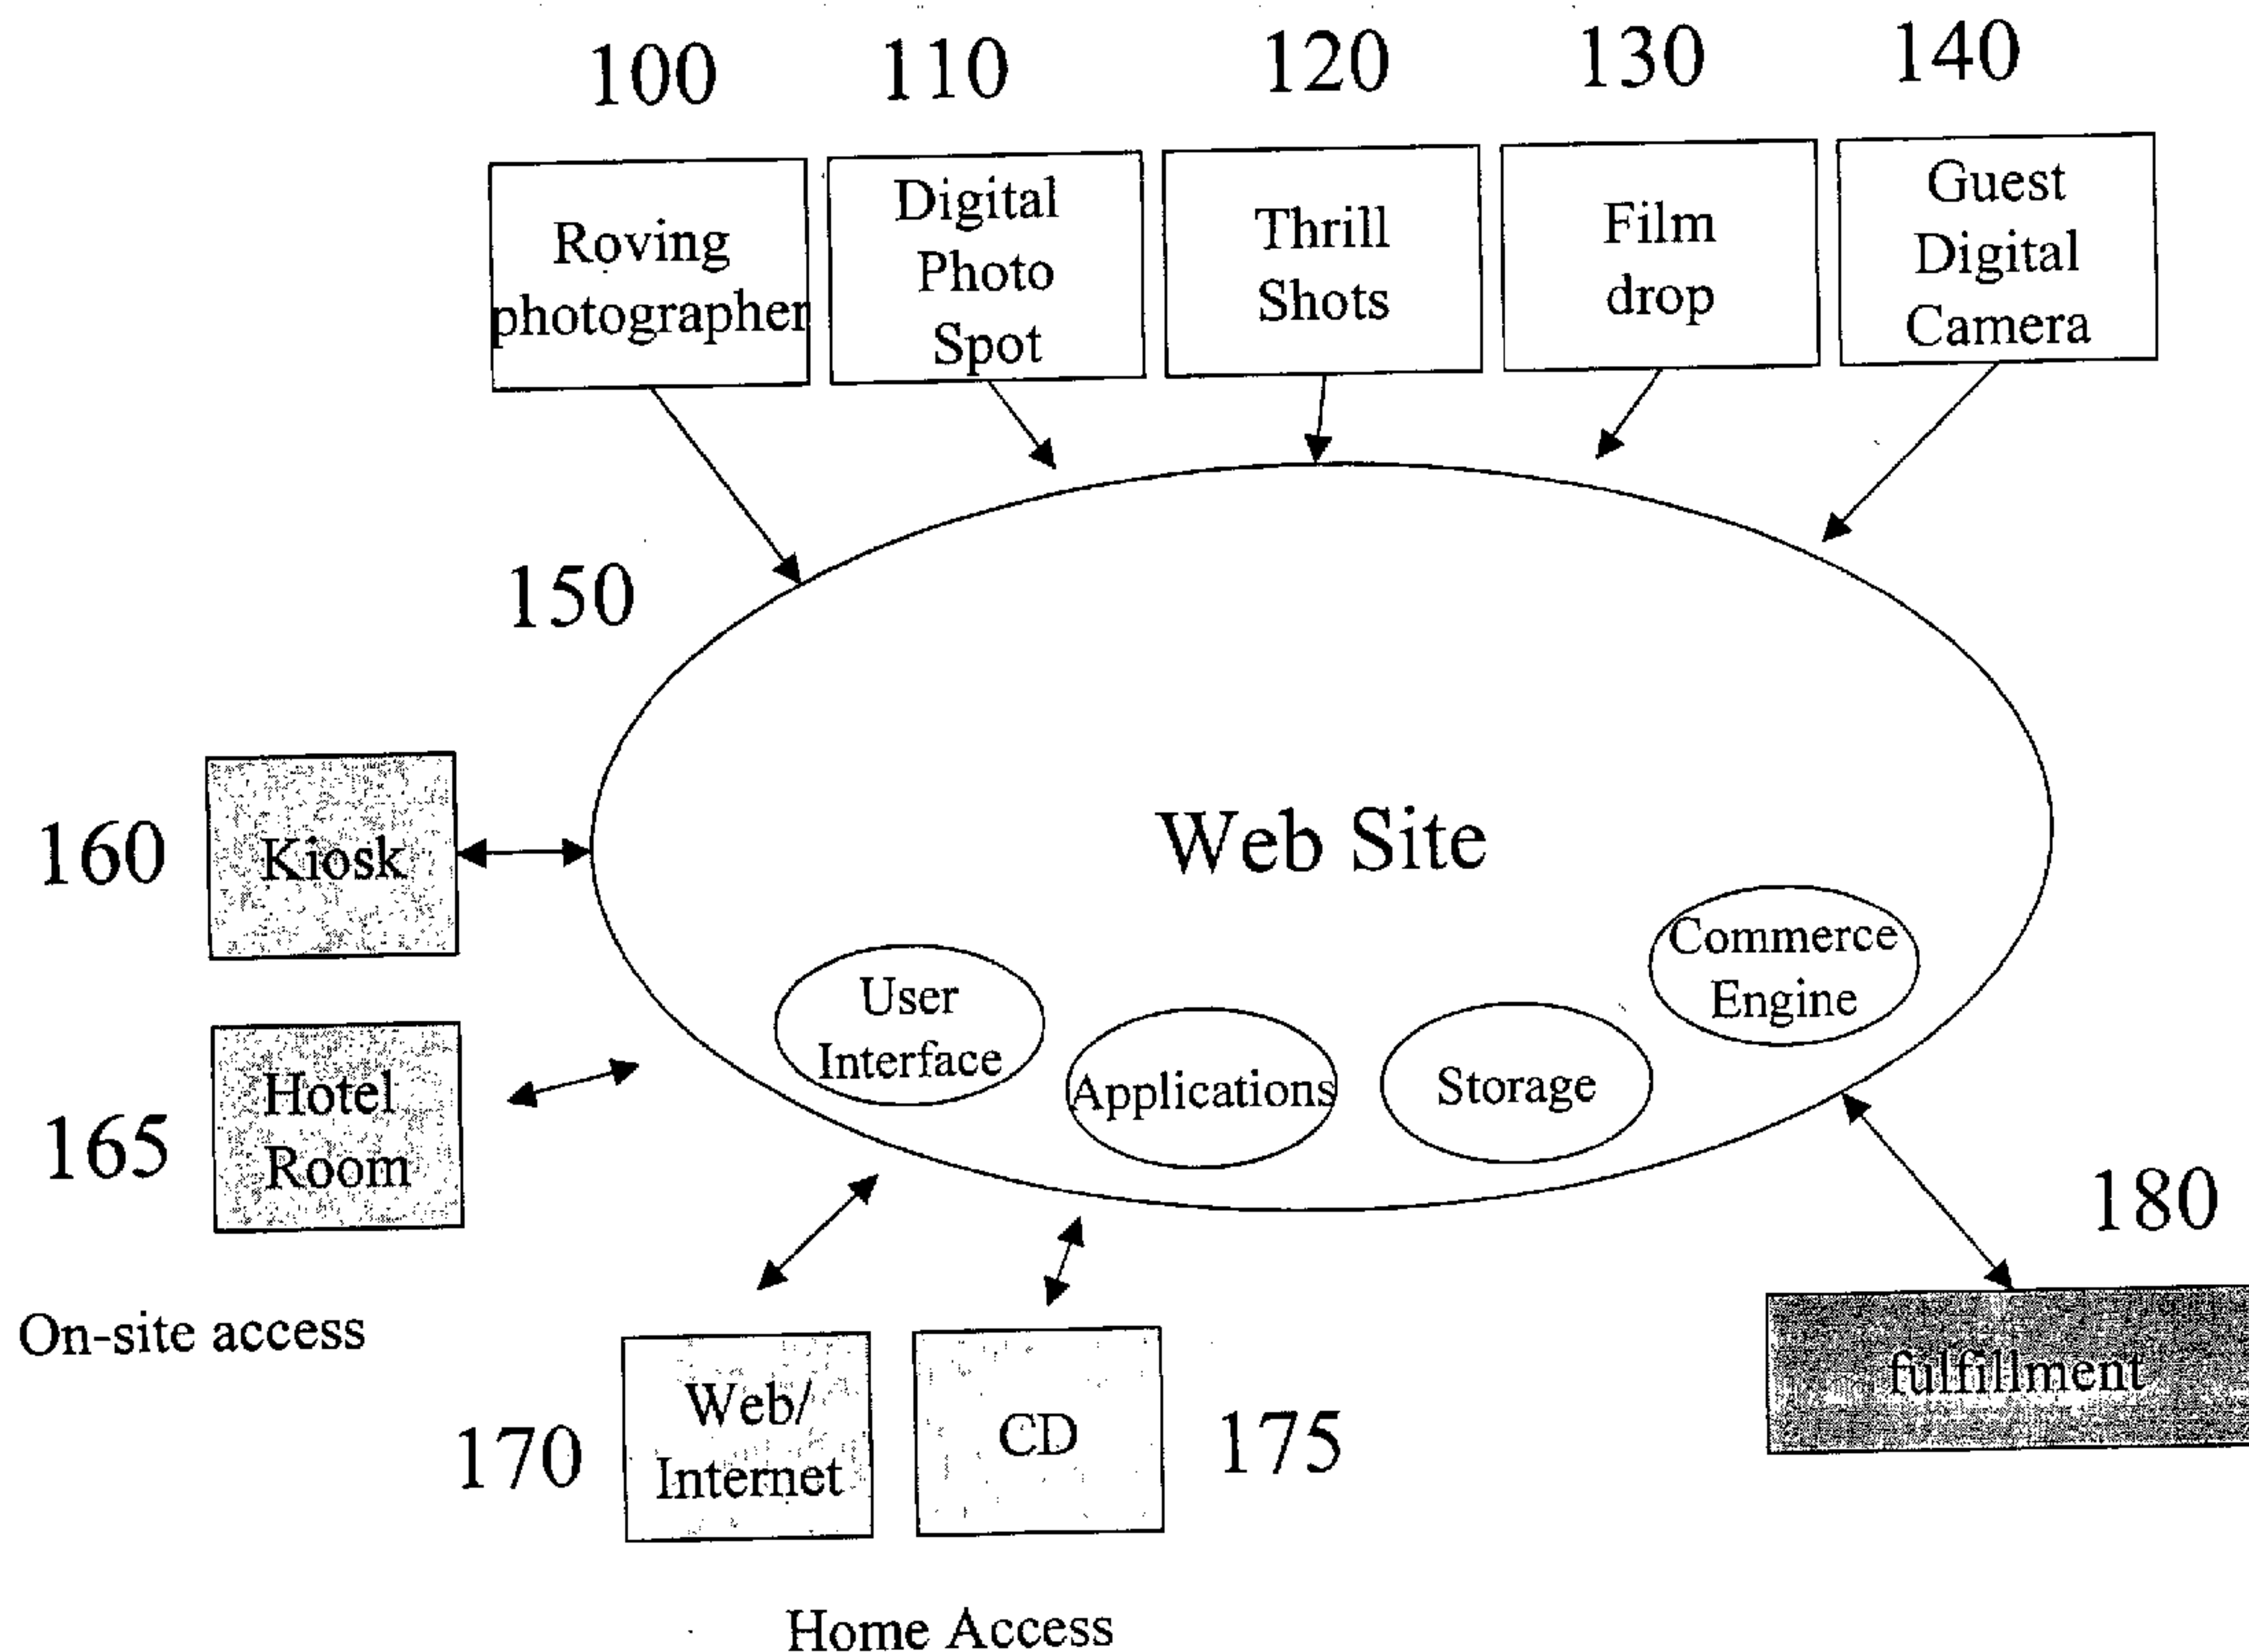 100
110
120
130
140
Roving
photographer
Digital
Photo
Spot
Thrill
Shots
Film
drop
Guest
Digital
Camera
150
Web Site
160
Kiosk
165
Hotel
Room
User
Interface
Applications
Storage
Commerce
Engine
On-site access
170
Web/
Internet
CD
175
180
fulfillment
Home Access